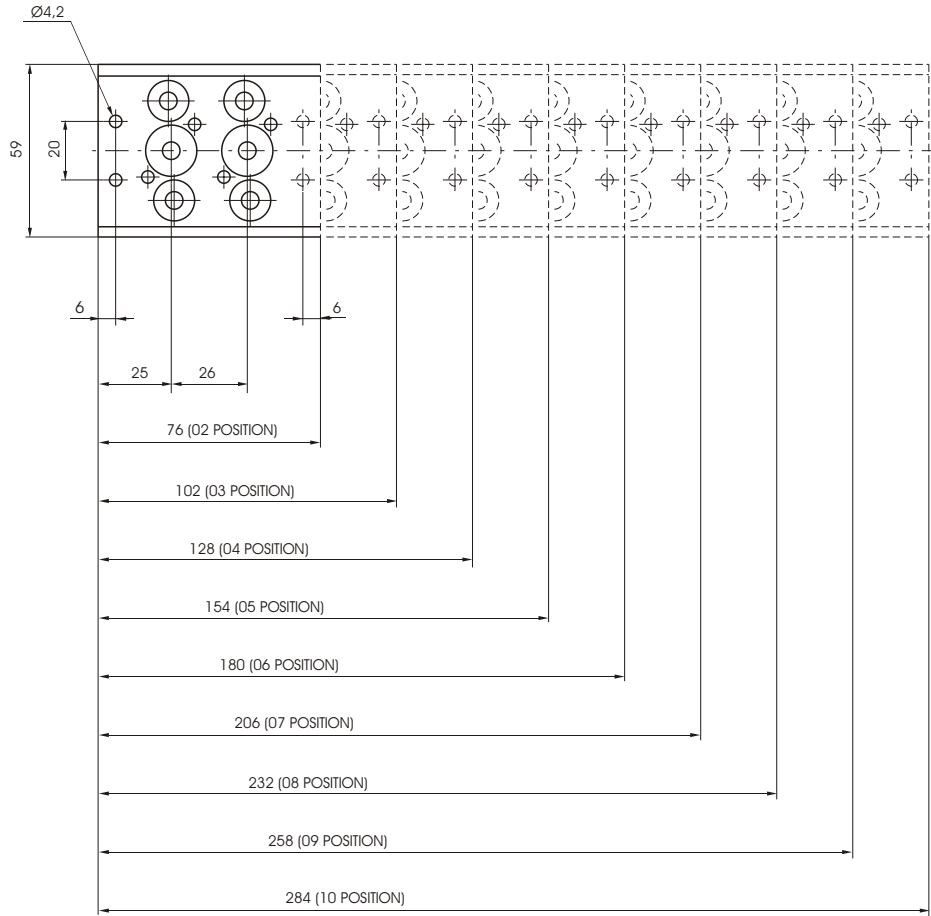 Ø4,2
59
20
6
6
25
26
76 (02 POSITION)
102 (03 POSITION)
128 (04 POSITION)
154 (05 POSITION)
180 (06 POSITION)
206 (07 POSITION)
232 (08 POSITION)
258 (09 POSITION)
284 (10 POSITION)